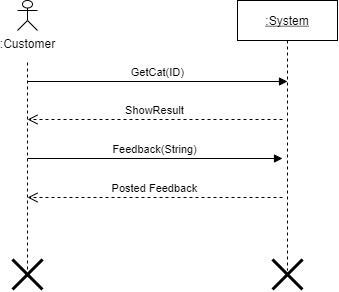 :Customer
:System
GetCat(ID)
ShowResult
Feedback(String)
Posted Feedback